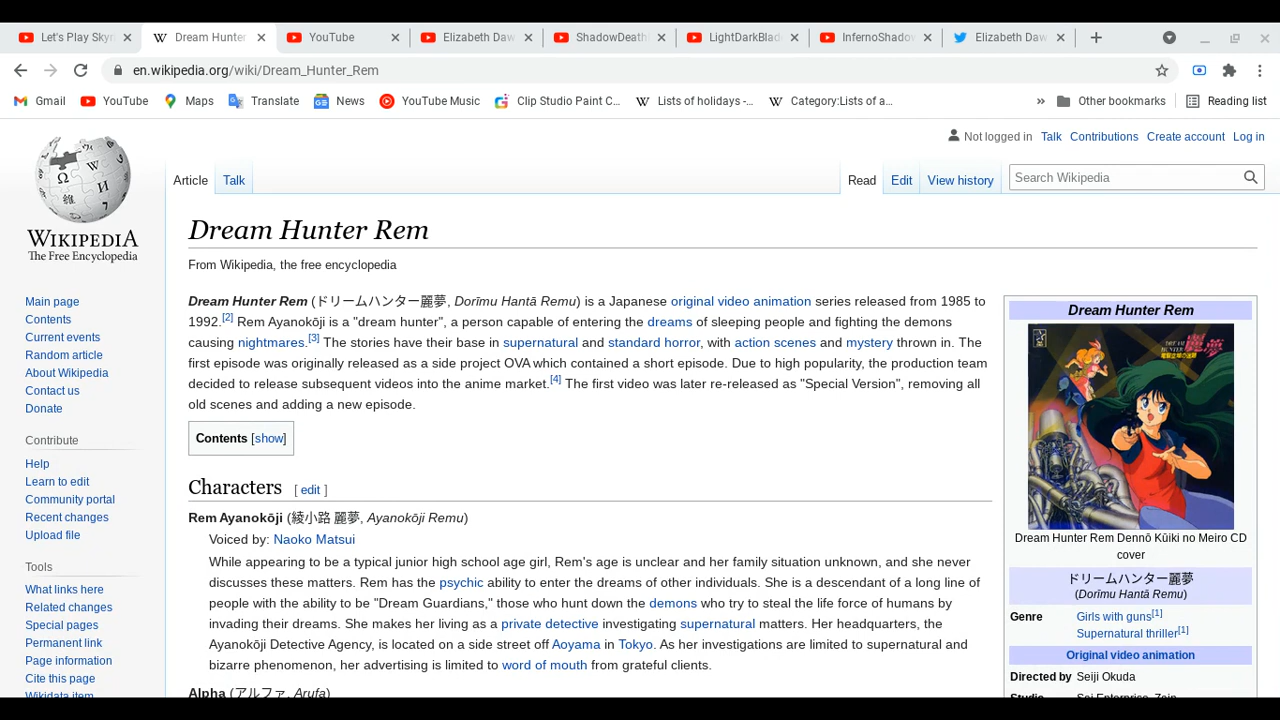 Let's Play Skyri
Dream Hunter
YouTube
Elizabeth Daw
ShadowDeath
LightDarkBlad
InfernoShadow
Elizabeth Daw
en.wikipedia.org/wiki/Dream_Hunter_Rem
Gmail YouTube Maps Translate News YouTube Music Clip Studio Paint C... Lists of holidays -... Category:Lists of a... » Other bookmarks Reading list
Not logged in Talk Contributions Create account Log in
Article Talk Read Edit View history Search Wikipedia
WIKIPEDIA
The Free Encyclopedia
Main page
Contents
Current events
Random article
About Wikipedia
Contact us
Donate
Contribute
Help
Learn to edit
Community portal
Recent changes
Upload file
Tools
What links here
Related changes
Special pages
Permanent link
Page information
Cite this page
Wikidata item
Dream Hunter Rem
From Wikipedia, the free encyclopedia
Dream Hunter Rem (ドリームハンター麗夢, Dorīmu Hantā Remu) is a Japanese original video animation series released from 1985 to
1992.[2] Rem Ayanokōji is a "dream hunter", a person capable of entering the dreams of sleeping people and fighting the demons
causing nightmares.[3] The stories have their base in supernatural and standard horror, with action scenes and mystery thrown in. The
first episode was originally released as a side project OVA which contained a short episode. Due to high popularity, the production team
decided to release subsequent videos into the anime market.[4] The first video was later re-released as "Special Version", removing all
old scenes and adding a new episode.
Contents [show]
Characters [ edit ]
Rem Ayanokōji (綾小路 麗夢, Ayanokōji Remu)
Voiced by: Naoko Matsui
While appearing to be a typical junior high school age girl, Rem's age is unclear and her family situation unknown, and she never
discusses these matters. Rem has the psychic ability to enter the dreams of other individuals. She is a descendant of a long line of
people with the ability to be "Dream Guardians," those who hunt down the demons who try to steal the life force of humans by
invading their dreams. She makes her living as a private detective investigating supernatural matters. Her headquarters, the
Ayanokōji Detective Agency, is located on a side street off Aoyama in Tokyo. As her investigations are limited to supernatural and
bizarre phenomenon, her advertising is limited to word of mouth from grateful clients.
Alpha (アルファ, Arufa)
Dream Hunter Rem
DREAM HUNTER
麗夢
Dream Hunter Rem Dennō Kūiki no Meiro CD
cover
ドリームハンター麗夢
(Dorīmu Hantā Remu)
Genre Girls with guns[1]
Supernatural thriller[1]
Original video animation
Directed by Seiji Okuda
Studio Sai Enterprise, Zain